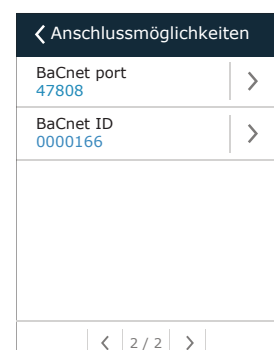 Anschlussmöglichkeiten
BaCnet port
47808
BaCnet ID
0000166
2 / 2